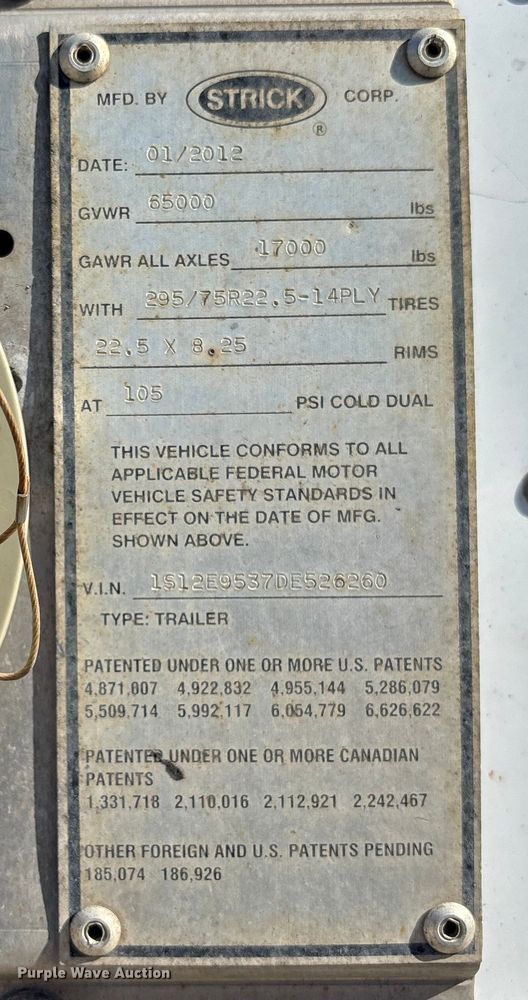 MFD. BY STRICK CORP.
®
DATE: 01/2012
GVWR 65000 lbs
GAWR ALL AXLES 17000 lbs
WITH 295/75R22.5-14PLY TIRES
22.5 X 8.25 RIMS
AT 105 PSI COLD DUAL
THIS VEHICLE CONFORMS TO ALL
APPLICABLE FEDERAL MOTOR
VEHICLE SAFETY STANDARDS IN
EFFECT ON THE DATE OF MFG.
SHOWN ABOVE.
V.I.N. 1S12E9537DE526260
TYPE: TRAILER
PATENTED UNDER ONE OR MORE U.S. PATENTS
4,871,007 4,922,832 4,955,144 5,286,079
5,509,714 5,992,117 6,054,779 6,626,622
PATENTED UNDER ONE OR MORE CANADIAN
PATENTS
1,331,718 2,110,016 2,112,921 2,242,467
OTHER FOREIGN AND U.S. PATENTS PENDING
185,074 186,926
Purple Wave Auction